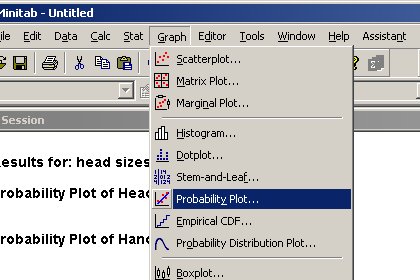 Minitab - Untitled
ile Edit Data Calc Stat Graph Editor Tools Window Help Assistant
Scatterplot...
Matrix Plot...
Marginal Plot...
Session
Histogram...
Dotplot...
esults for: head sizes
Stem-and-Leaf...
robability Plot of Head
Probability Plot...
Empirical CDF...
robability Plot of Hand
Probability Distribution Plot...
Boxplot...